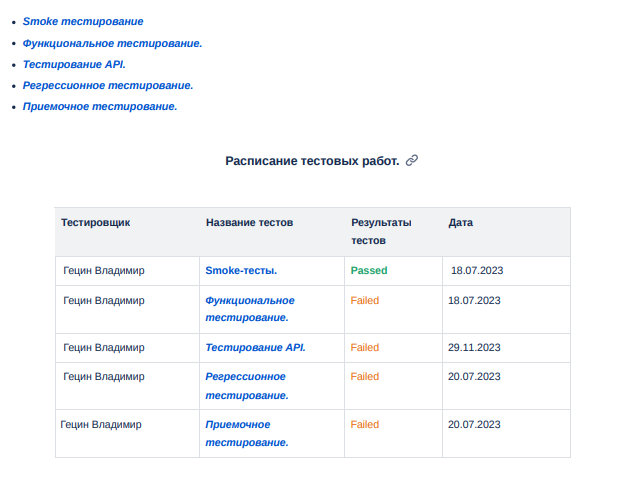 Smoke тестирование
Функциональное тестирование.
Тестирование API.
Регрессионное тестирование.
Приемочное тестирование.
Расписание тестовых работ.
Тестировщик Название тестов Результаты тестов Дата
Гецин Владимир Smoke-тесты. Passed 18.07.2023
Гецин Владимир Функциональное тестирование. Failed 18.07.2023
Гецин Владимир Тестирование API. Failed 29.11.2023
Гецин Владимир Регрессионное тестирование. Failed 20.07.2023
Гецин Владимир Приемочное тестирование. Failed 20.07.2023